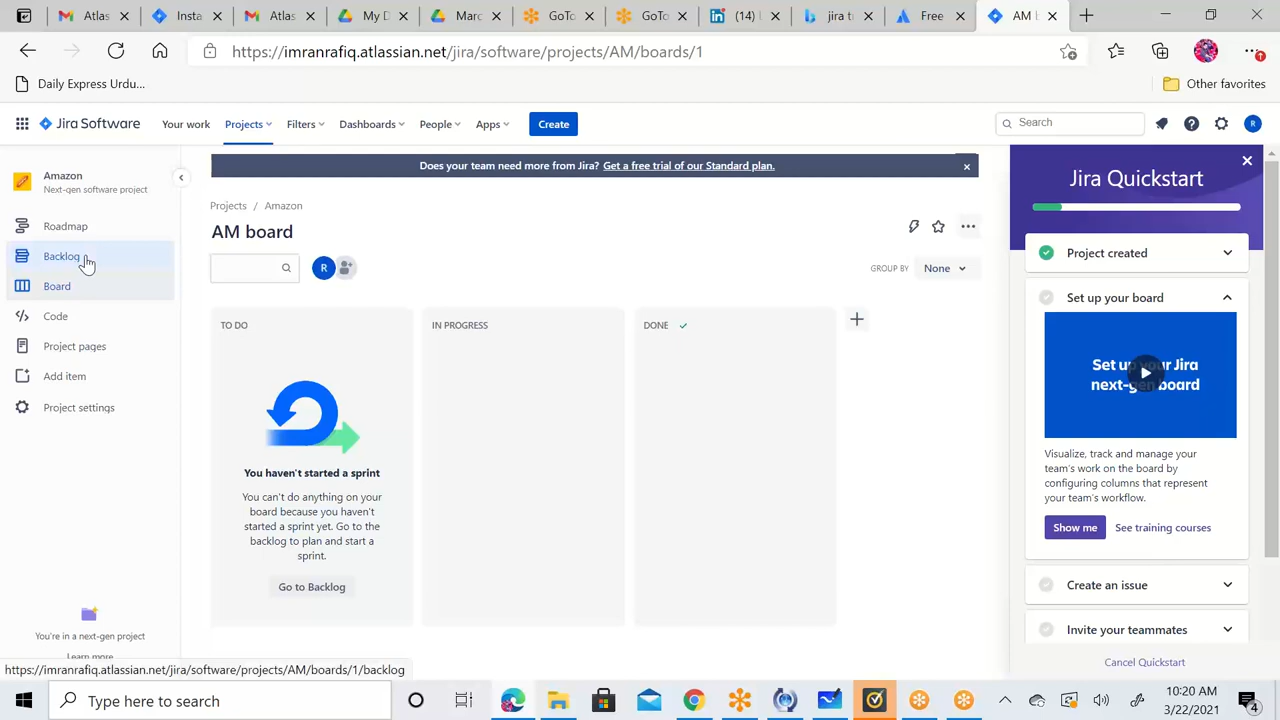 Mail
Insta
Mail
My D
Marc
GoTo
GoTo
(14) L
jira t
Free
AM b
https://imranrafiq.atlassian.net/jira/software/projects/AM/boards/1
Daily Express Urdu...
Other favorites
Jira Software
Your work
Projects
Filters
Dashboards
People
Apps
Create
Search
R
Amazon
Next-gen software project
Roadmap
Backlog
Board
Code
Project pages
Add item
Project settings
You're in a next-gen project
Learn more
Does your team need more from Jira? Get a free trial of our Standard plan.
Projects / Amazon
AM board
R
GROUP BY
None
TO DO
IN PROGRESS
DONE
You haven't started a sprint
You can't do anything on your
board because you haven't
started a sprint yet. Go to the
backlog to plan and start a
sprint.
Go to Backlog
Jira Quickstart
Project created
Set up your board
Set up your Jira
next-gen board
Visualize, track and manage your
team's work on the board by
configuring columns that represent
your team's workflow.
Show me
See training courses
Create an issue
Invite your teammates
Cancel Quickstart
https://imranrafiq.atlassian.net/jira/software/projects/AM/boards/1/backlog
Type here to search
10:20 AM
3/22/2021
4